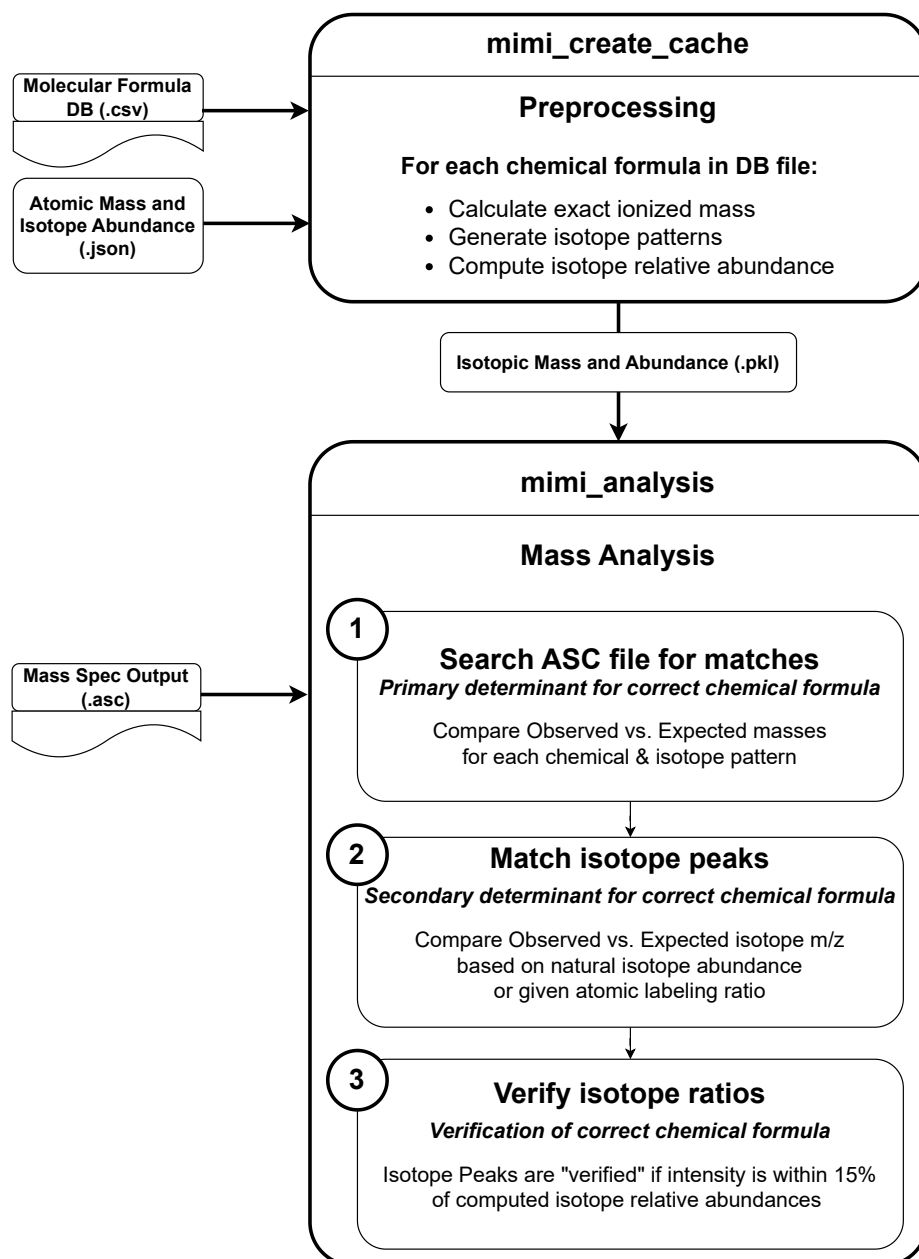 mimi_create_cache
Molecular Formula
DB (.csv)
Preprocessing
For each chemical formula in DB file:
Atomic Mass and
Isotope Abundance
(.json)
• Calculate exact ionized mass
• Generate isotope patterns
• Compute isotope relative abundance
Isotopic Mass and Abundance (.pkl)
mimi_analysis
Mass Analysis
1
Search ASC file for matches
Primary determinant for correct chemical formula
Compare Observed vs. Expected masses
for each chemical & isotope pattern
Mass Spec Output
(.asc)
2
Match isotope peaks
Secondary determinant for correct chemical formula
Compare Observed vs. Expected isotope m/z
based on natural isotope abundance
or given atomic labeling ratio
3
Verify isotope ratios
Verification of correct chemical formula
Isotope Peaks are "verified" if intensity is within 15%
of computed isotope relative abundances